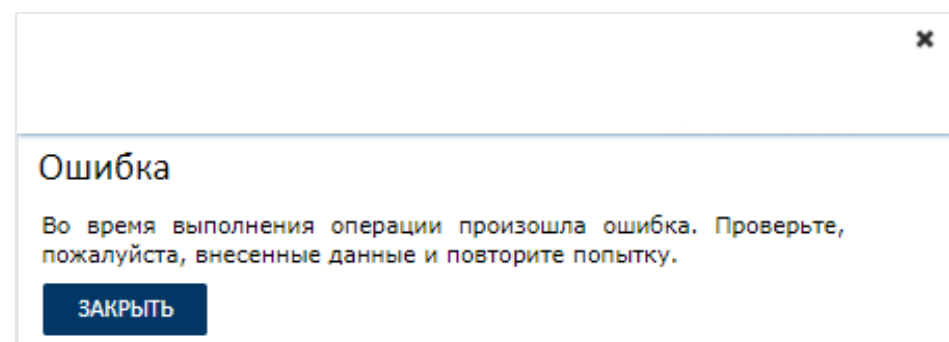 Ошибка
Во время выполнения операции произошла ошибка. Проверьте,
пожалуйста, внесенные данные и повторите попытку.
ЗАКРЫТЬ